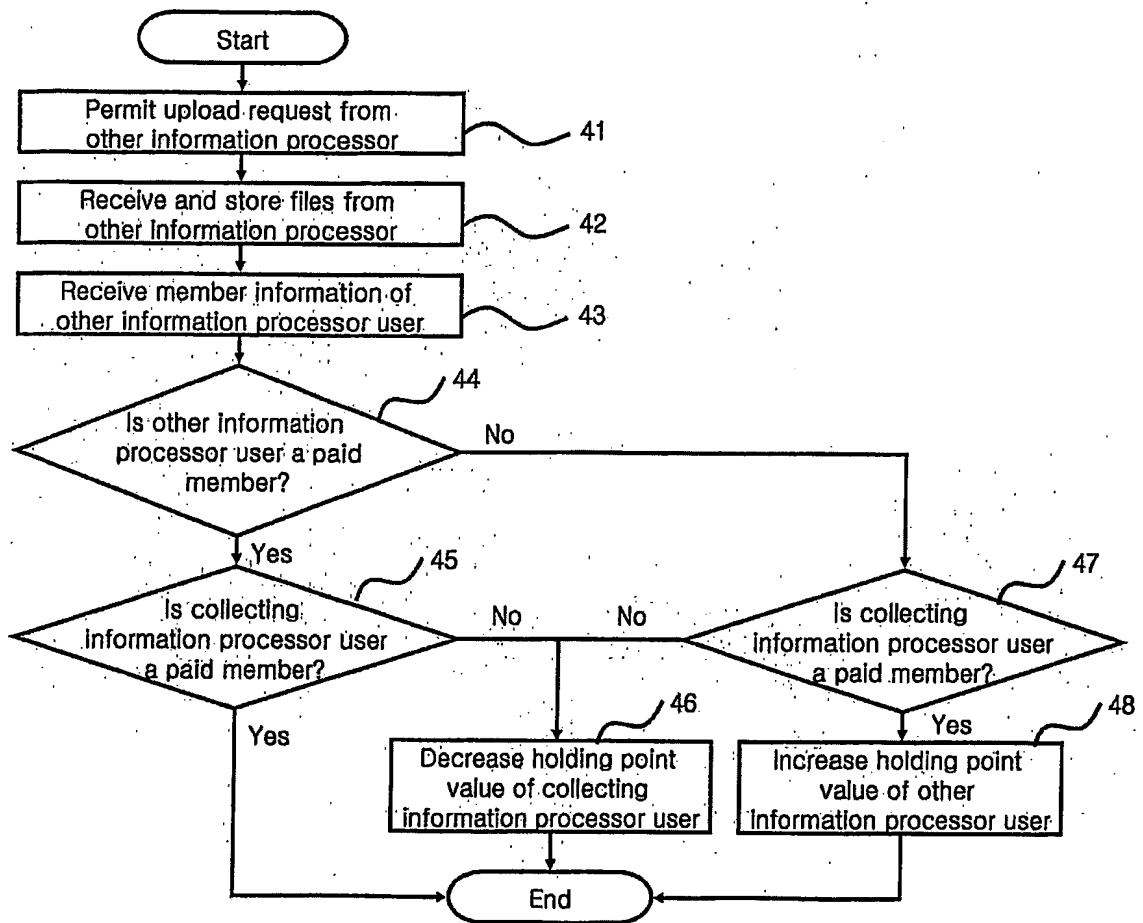 Start
Permit upload request from
other information processor
41
Receive and store files from
other information processor
42
Receive member information of
other information processor user
43
44
Is other information
processor user a paid
member?
No
Yes
45
47
Is collecting
information processor user
a paid member?
No
No
Is collecting
information processor user
a paid member?
Yes
46
Yes
48
Decrease holding point
value of collecting
information processor user
Increase holding point
value of other
information processor user
End